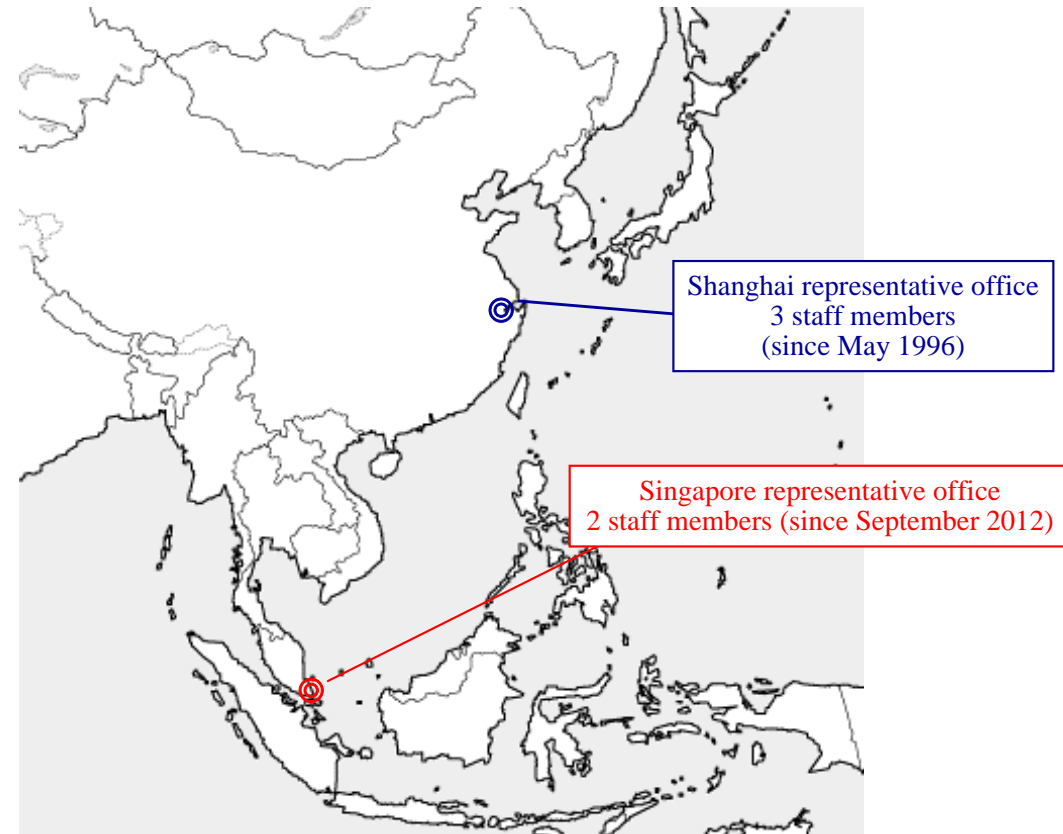 Shanghai representative office
3 staff members
(since May 1996)
Singapore representative office
2 staff members (since September 2012)